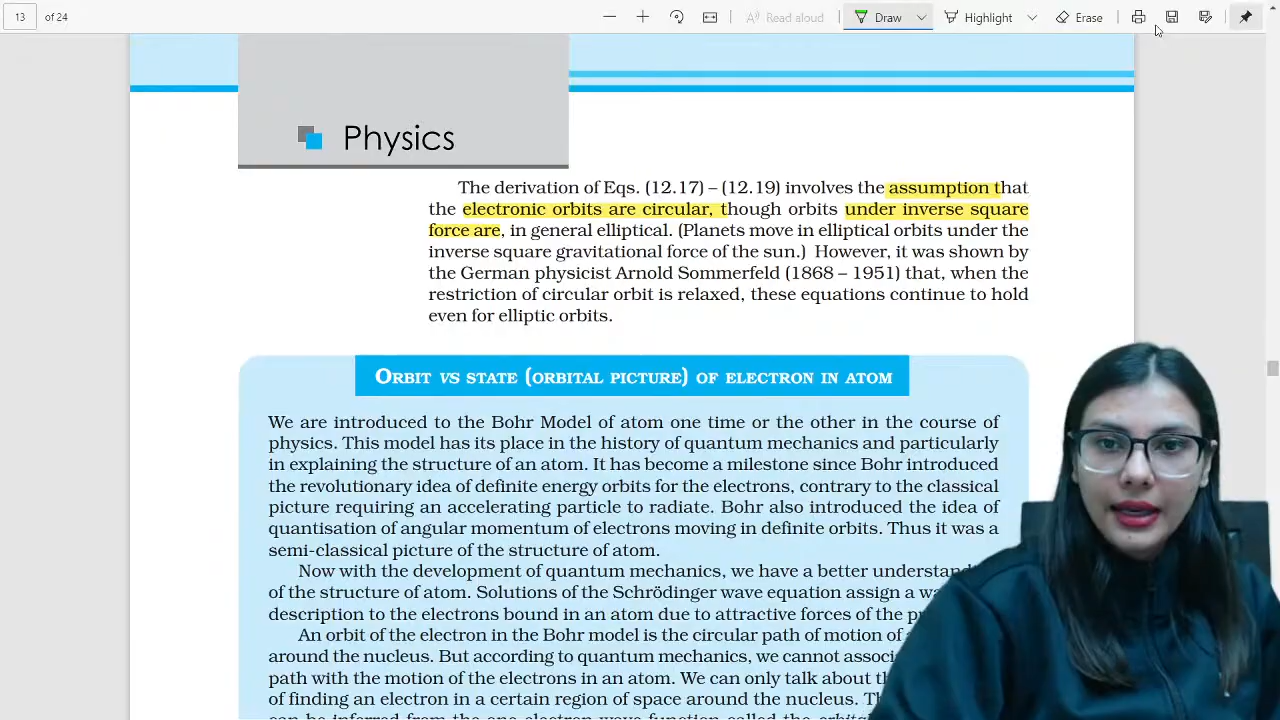 13 of 24
Read aloud
Draw
Highlight
Erase
Physics
The derivation of Eqs. (12.17) – (12.19) involves the assumption that
the electronic orbits are circular, though orbits under inverse square
force are, in general elliptical. (Planets move in elliptical orbits under the
inverse square gravitational force of the sun.) However, it was shown by
the German physicist Arnold Sommerfeld (1868 – 1951) that, when the
restriction of circular orbit is relaxed, these equations continue to hold
even for elliptic orbits.
ORBIT VS STATE (ORBITAL PICTURE) OF ELECTRON IN ATOM
We are introduced to the Bohr Model of atom one time or the other in the course of
physics. This model has its place in the history of quantum mechanics and particularly
in explaining the structure of an atom. It has become a milestone since Bohr introduced
the revolutionary idea of definite energy orbits for the electrons, contrary to the classical
picture requiring an accelerating particle to radiate. Bohr also introduced the idea of
quantisation of angular momentum of electrons moving in definite orbits. Thus it was a
semi-classical picture of the structure of atom.
Now with the development of quantum mechanics, we have a better
of the structure of atom. Solutions of the Schrödinger wave equation assign a
description to the electrons bound in an atom due to attractive forces of the
An orbit of the electron in the Bohr model is the circular path of motion of
around the nucleus. But according to quantum mechanics, we cannot
path with the motion of the electrons in an atom. We can only talk about
of finding an electron in a certain region of space around the nucleus.
can be inferred from the one electron wave function called the